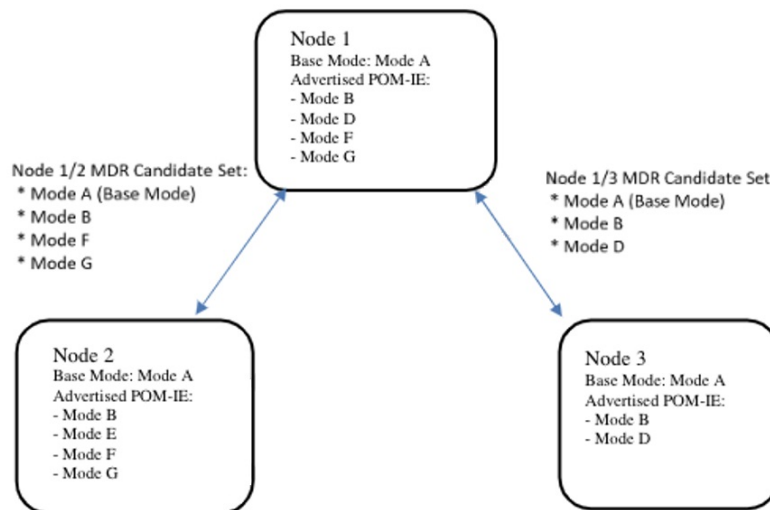 Node 1
Base Mode: Mode A
Advertised POM-IE:
- Mode B
- Mode D
- Mode F
- Mode G
Node 1/2 MDR Candidate Set:
* Mode A (Base Mode)
* Mode B
* Mode F
* Mode G
Node 1/3 MDR Candidate Set
* Mode A (Base Mode)
* Mode B
* Mode D
Node 2
Base Mode: Mode A
Advertised POM-IE:
- Mode B
- Mode E
- Mode F
- Mode G
Node 3
Base Mode: Mode A
Advertised POM-IE:
- Mode B
- Mode D